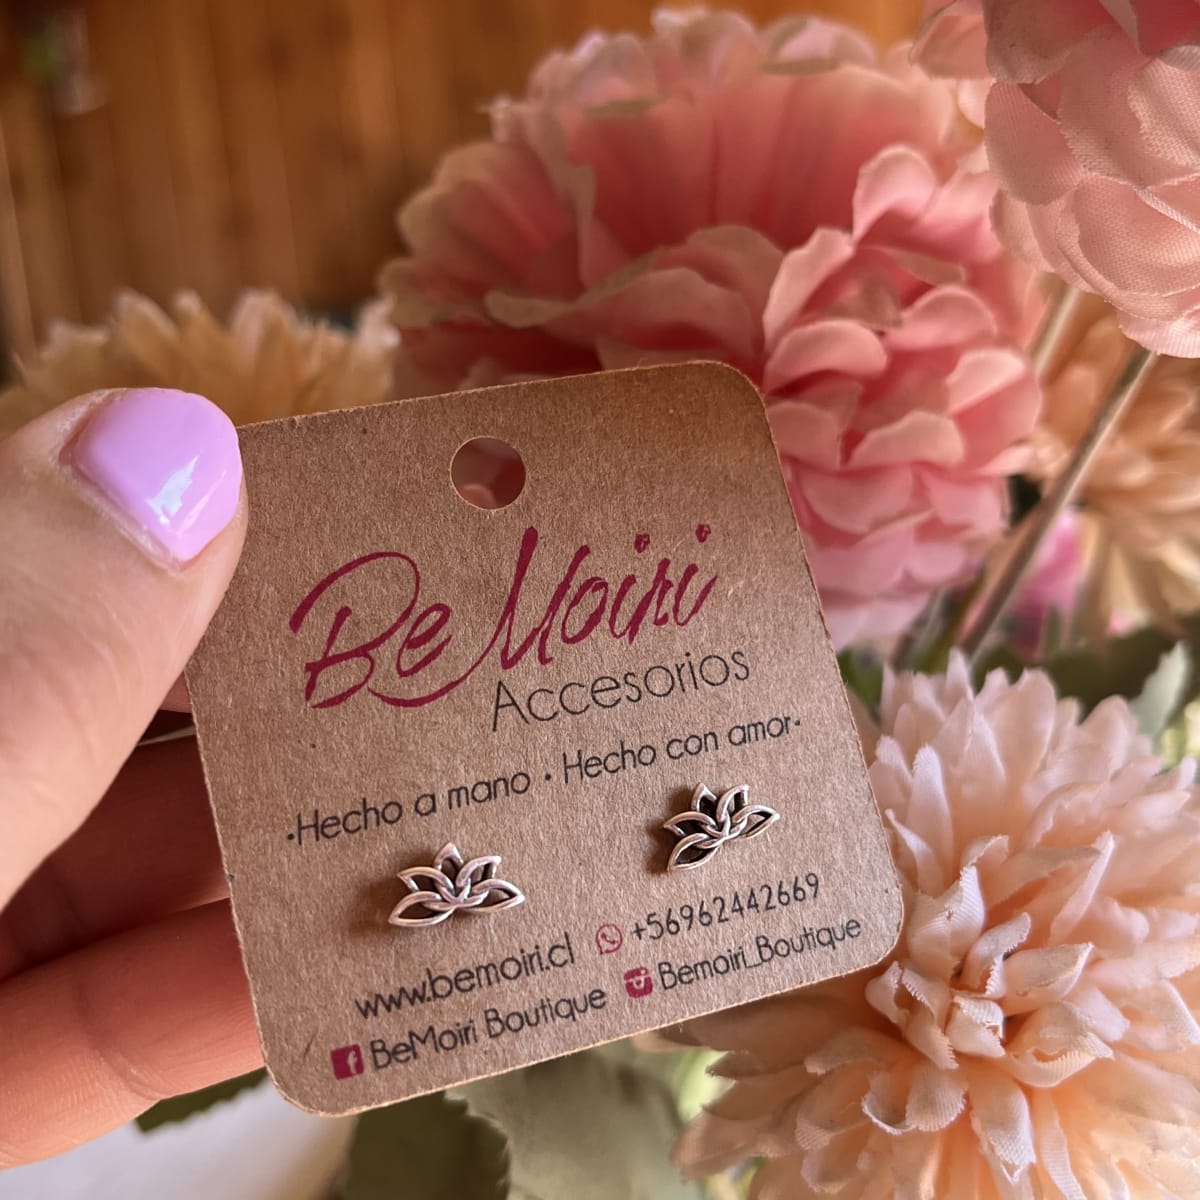 BeMoiri
Accesorios
•Hecho a mano • Hecho con amor•
www.bemoiri.cl +56962442669
BeMoiri Boutique Bemoiri_Boutique